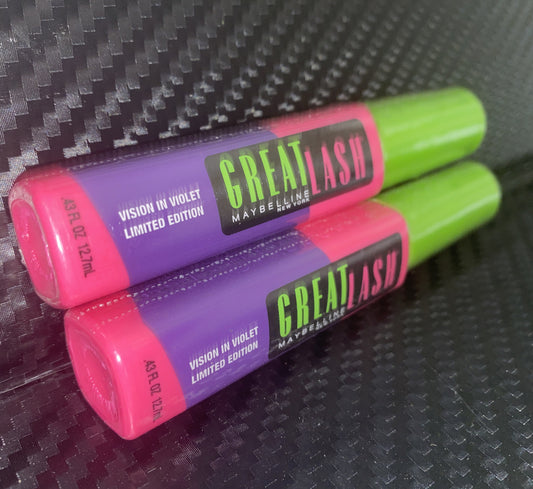 .43 FL OZ 12.7mL
VISION IN VIOLET
LIMITED EDITION
GREAT LASH
MAYBELLINE
NEW YORK
.43 FL OZ 12.7mL
VISION IN VIOLET
LIMITED EDITION
GREAT LASH
MAYBELLINE